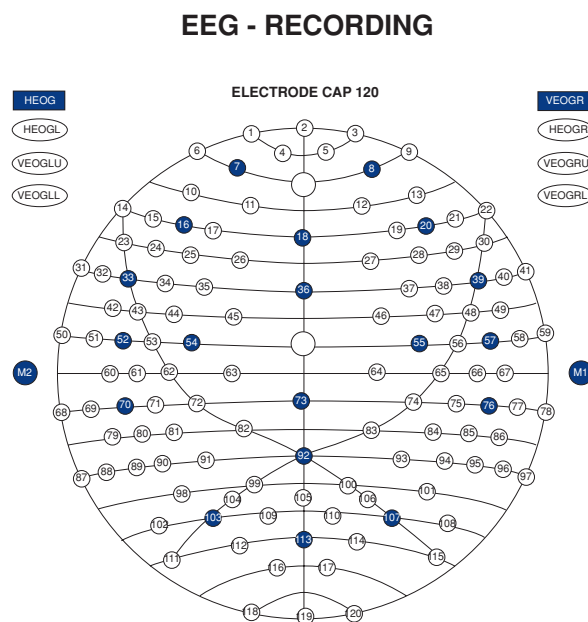 EEG - RECORDING
ELECTRODE CAP 120
HEOG
VEOGR
HEOGL
HEOGR
VEOGLU
VEOGRU
VEOGLL
VEOGRL
2
1 3
6 4 5 9
7 8
10 11 12 13
14 22
15 16 17 18 19 20 21
23 24 25 26 27 28 29 30
31 32 33 34 35 36 37 38 39 40 41
42 43 44 45 46 47 48 49
50 51 52 53 54 55 56 57 58 59
M2 60 61 62 63 64 65 66 67 M1
68 69 70 71 72 73 74 75 76 77 78
79 80 81 82 83 84 85 86
87 88 89 90 91 92 93 94 95 96 97
98 99 100 101
104 105 106
102 103 109 110 107 108
111 112 113 114 115
116 117
118 119 120